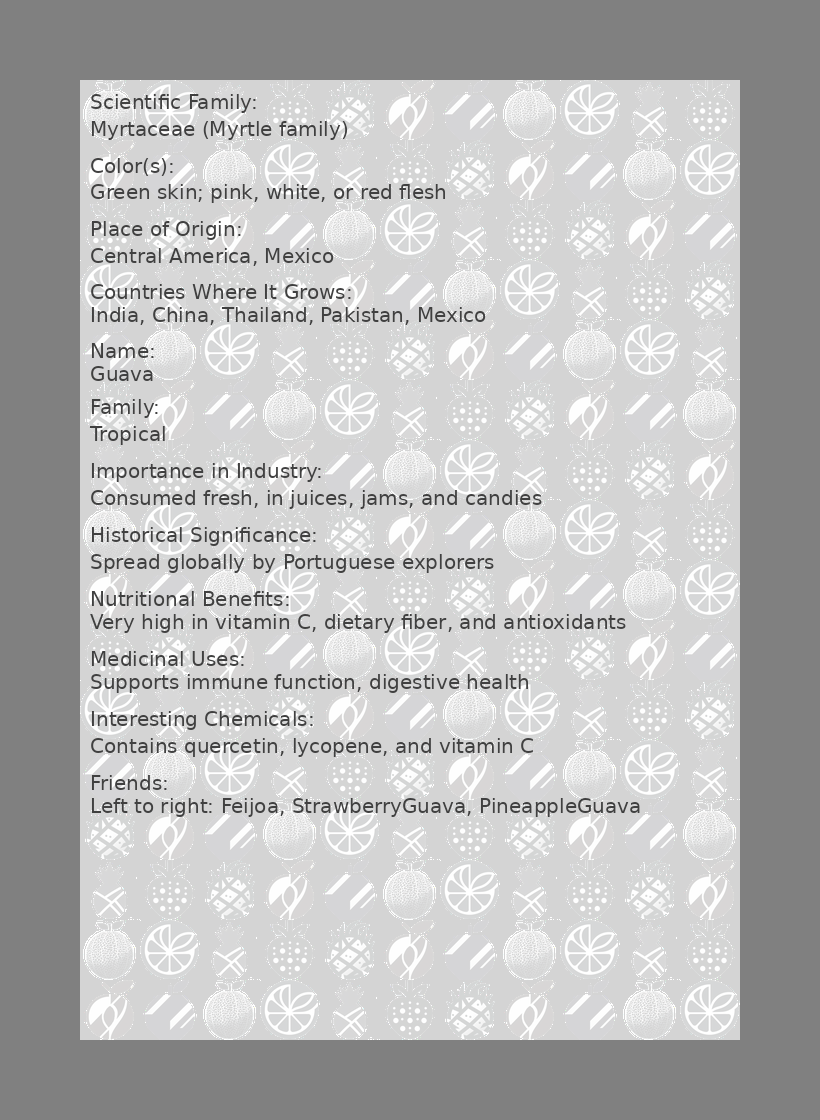 Scientific Family:
Myrtaceae (Myrtle family)
Color(s):
Green skin; pink, white, or red flesh
Place of Origin:
Central America, Mexico
Countries Where It Grows:
India, China, Thailand, Pakistan, Mexico
Name:
Guava
Family:
Tropical
Importance in Industry:
Consumed fresh, in juices, jams, and candies
Historical Significance:
Spread globally by Portuguese explorers
Nutritional Benefits:
Very high in vitamin C, dietary fiber, and antioxidants
Medicinal Uses:
Supports immune function, digestive health
Interesting Chemicals:
Contains quercetin, lycopene, and vitamin C
Friends:
Left to right: Feijoa, StrawberryGuava, PineappleGuava